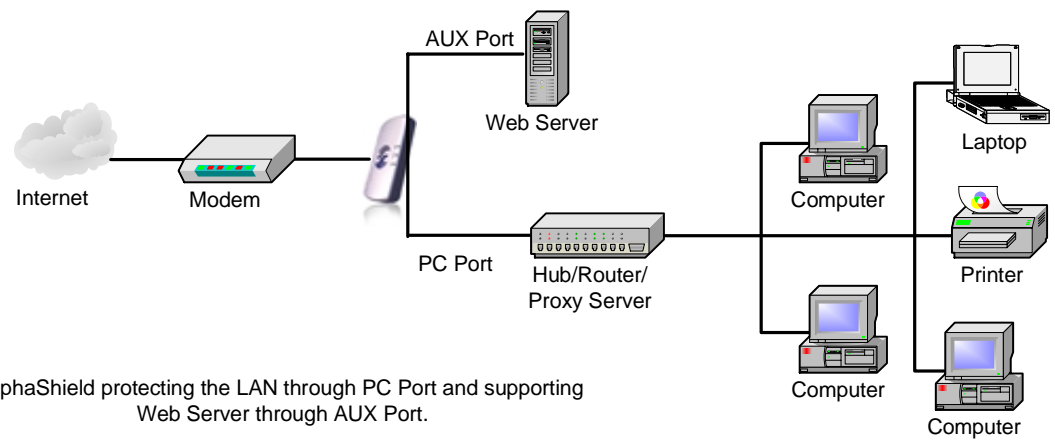 AUX Port
Web Server
Laptop
Internet
Modem
Computer
PC Port
Hub/Router/
Proxy Server
Printer
Computer
Computer
phaShield protecting the LAN through PC Port and supporting
Web Server through AUX Port.